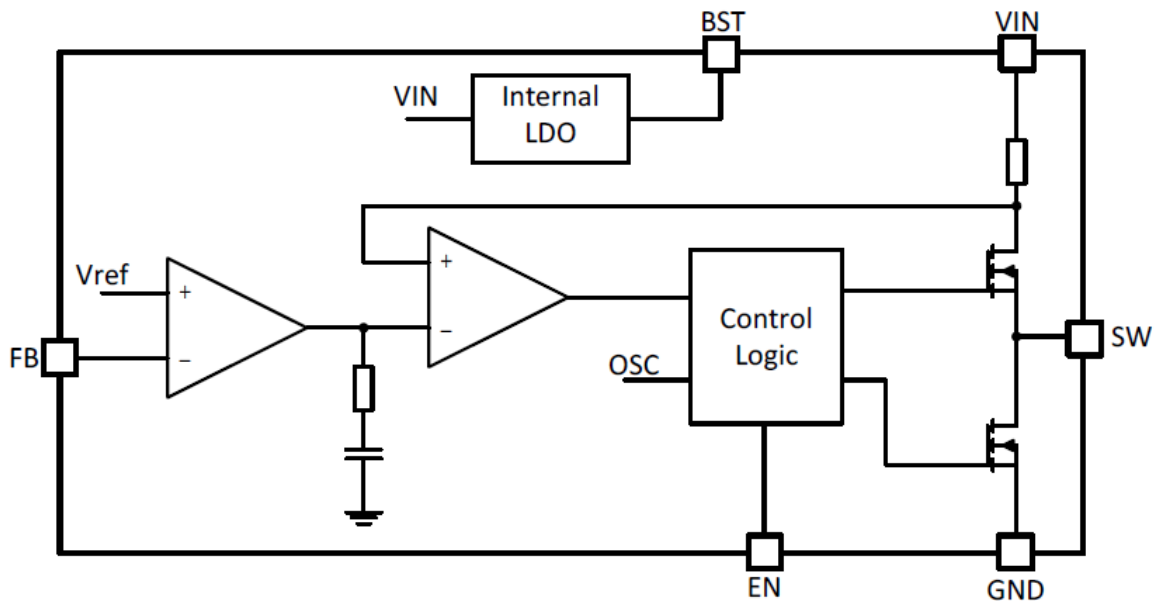 BST
VIN
VIN
Internal
LDO
Vref
+
−
+
−
FB
OSC
Control
Logic
SW
EN
GND